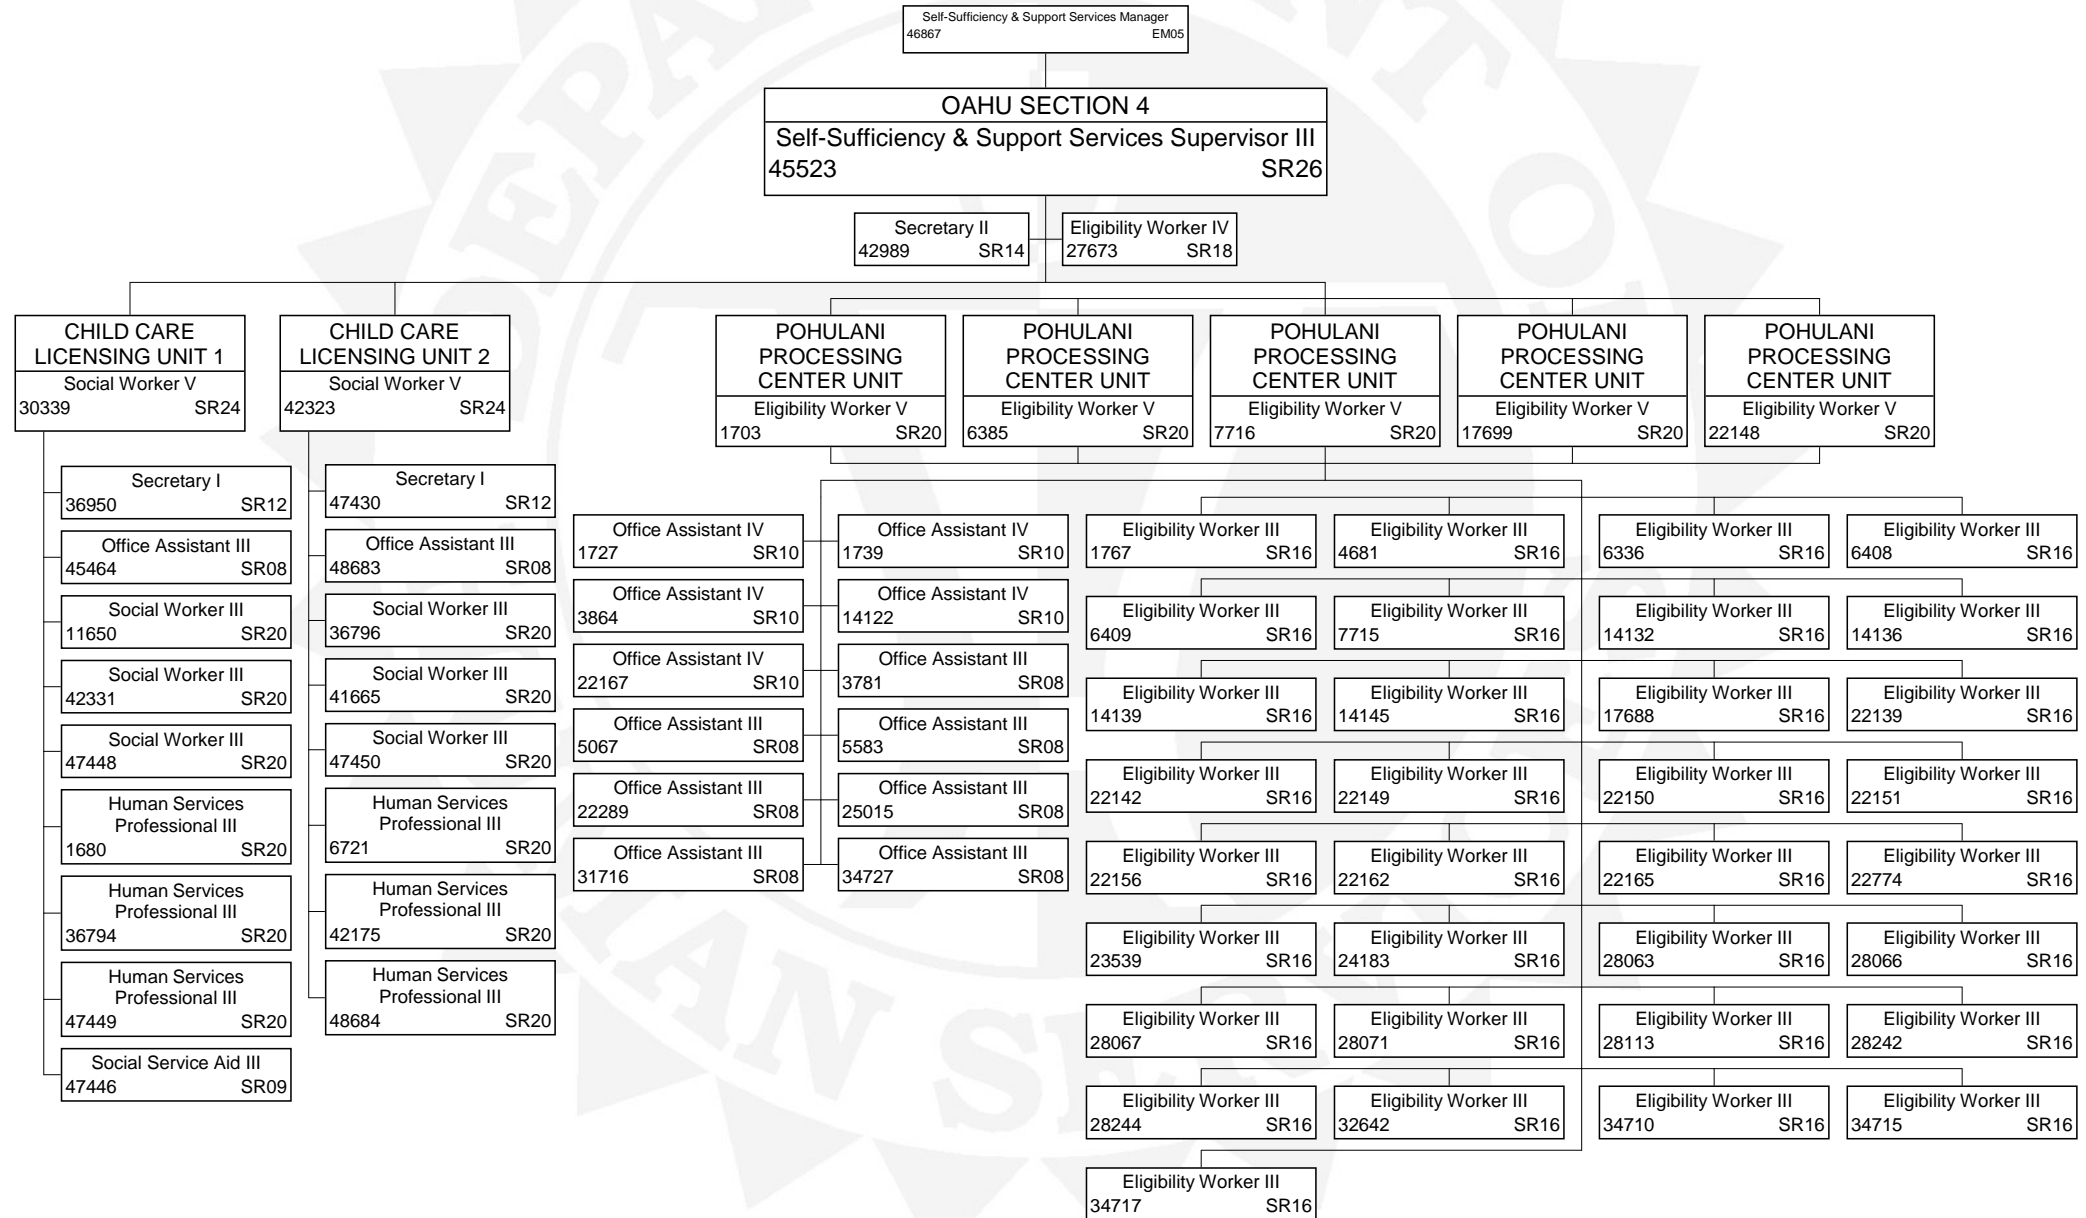 Self-Sufficiency & Support Services Manager
46867 EM05
OAHU SECTION 4
Self-Sufficiency & Support Services Supervisor III
45523 SR26
Secretary II
42989 SR14
Eligibility Worker IV
27673 SR18
CHILD CARE
LICENSING UNIT 1
Social Worker V
30339 SR24
Secretary I
36950 SR12
Office Assistant III
45464 SR08
Social Worker III
11650 SR20
Social Worker III
42331 SR20
Social Worker III
47448 SR20
Human Services
Professional III
1680 SR20
Human Services
Professional III
36794 SR20
Human Services
Professional III
47449 SR20
Social Service Aid III
47446 SR09
CHILD CARE
LICENSING UNIT 2
Social Worker V
42323 SR24
Secretary I
47430 SR12
Office Assistant III
48683 SR08
Social Worker III
36796 SR20
Social Worker III
41665 SR20
Social Worker III
47450 SR20
Human Services
Professional III
6721 SR20
Human Services
Professional III
42175 SR20
Human Services
Professional III
48684 SR20
POHULANI
PROCESSING
CENTER UNIT
Eligibility Worker V
1703 SR20
POHULANI
PROCESSING
CENTER UNIT
Eligibility Worker V
6385 SR20
POHULANI
PROCESSING
CENTER UNIT
Eligibility Worker V
7716 SR20
POHULANI
PROCESSING
CENTER UNIT
Eligibility Worker V
17699 SR20
POHULANI
PROCESSING
CENTER UNIT
Eligibility Worker V
22148 SR20
Office Assistant IV
1727 SR10
Office Assistant IV
1739 SR10
Office Assistant IV
3864 SR10
Office Assistant IV
14122 SR10
Office Assistant IV
22167 SR10
Office Assistant III
3781 SR08
Office Assistant III
5067 SR08
Office Assistant III
5583 SR08
Office Assistant III
22289 SR08
Office Assistant III
25015 SR08
Office Assistant III
31716 SR08
Office Assistant III
34727 SR08
Eligibility Worker III
1767 SR16
Eligibility Worker III
4681 SR16
Eligibility Worker III
6336 SR16
Eligibility Worker III
6408 SR16
Eligibility Worker III
6409 SR16
Eligibility Worker III
7715 SR16
Eligibility Worker III
14132 SR16
Eligibility Worker III
14136 SR16
Eligibility Worker III
14139 SR16
Eligibility Worker III
14145 SR16
Eligibility Worker III
17688 SR16
Eligibility Worker III
22139 SR16
Eligibility Worker III
22142 SR16
Eligibility Worker III
22149 SR16
Eligibility Worker III
22150 SR16
Eligibility Worker III
22151 SR16
Eligibility Worker III
22156 SR16
Eligibility Worker III
22162 SR16
Eligibility Worker III
22165 SR16
Eligibility Worker III
22774 SR16
Eligibility Worker III
23539 SR16
Eligibility Worker III
24183 SR16
Eligibility Worker III
28063 SR16
Eligibility Worker III
28066 SR16
Eligibility Worker III
28067 SR16
Eligibility Worker III
28071 SR16
Eligibility Worker III
28113 SR16
Eligibility Worker III
28242 SR16
Eligibility Worker III
28244 SR16
Eligibility Worker III
32642 SR16
Eligibility Worker III
34710 SR16
Eligibility Worker III
34715 SR16
Eligibility Worker III
34717 SR16